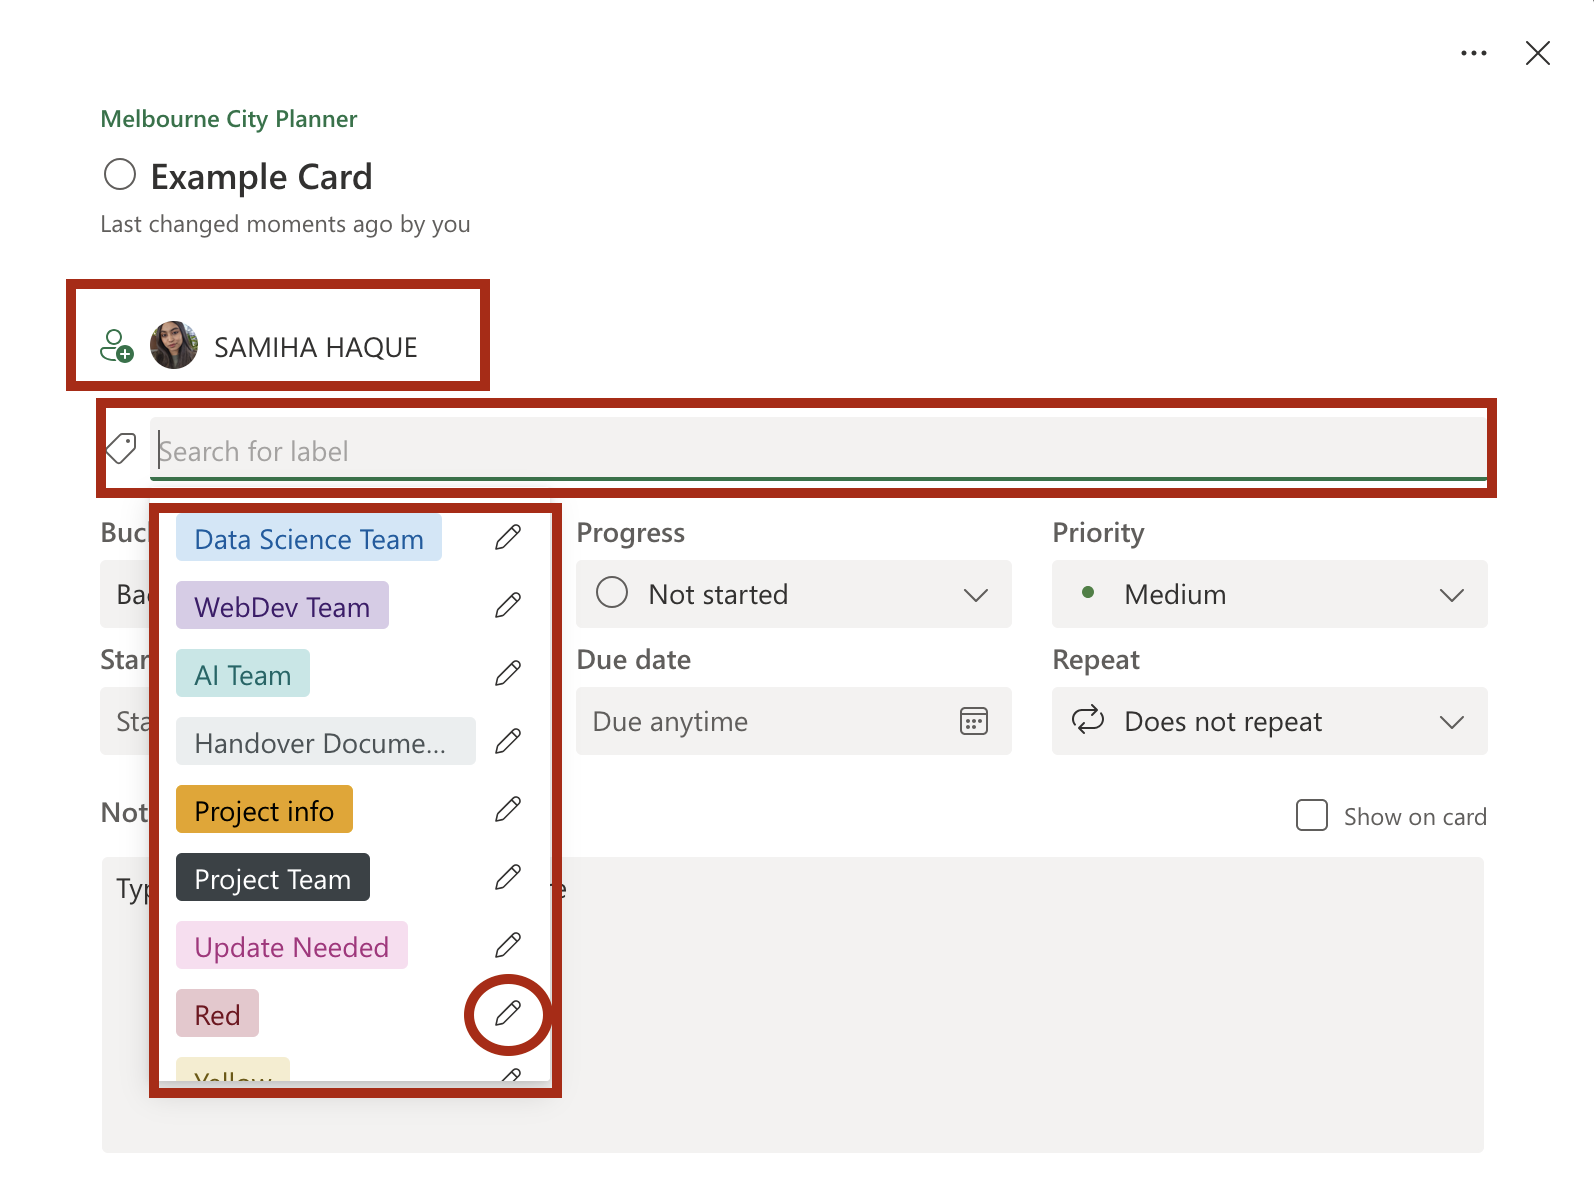 Melbourne City Planner
Example Card
Last changed moments ago by you
SAMIHA HAQUE
Search for label
Data Science Team
WebDev Team
AI Team
Handover Docume...
Project info
Project Team
Update Needed
Red
Yellow
Progress
Not started
Priority
Medium
Due date
Due anytime
Repeat
Does not repeat
Show on card